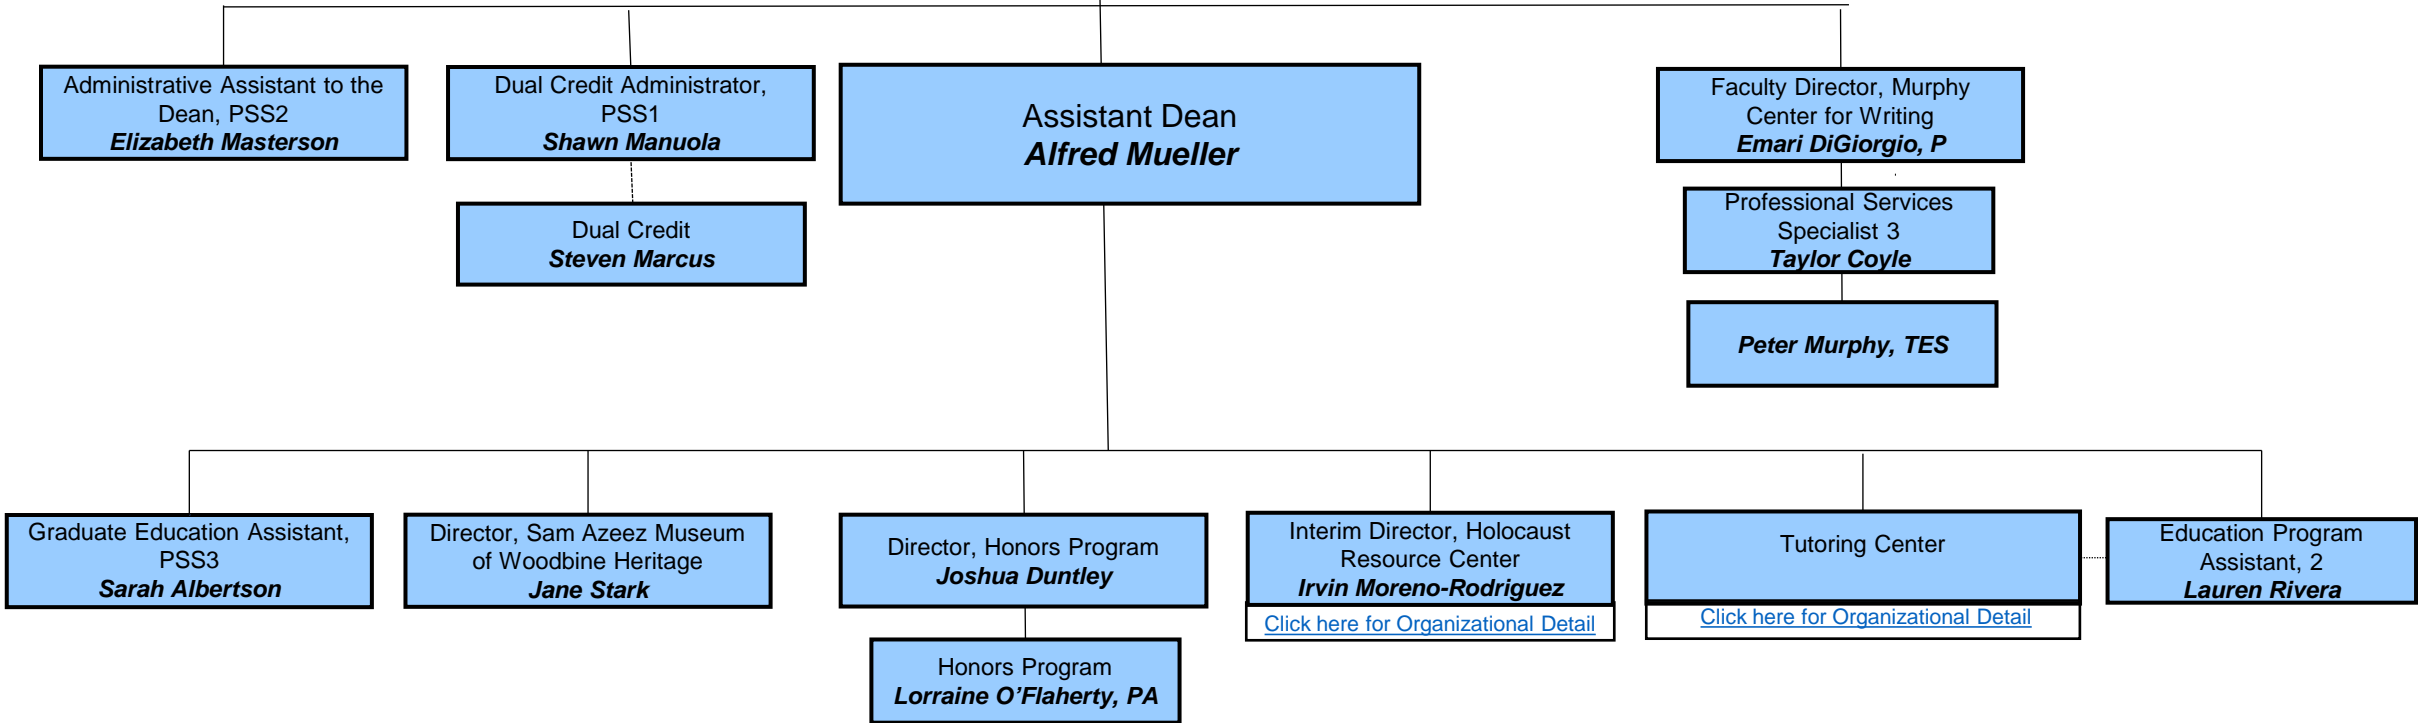 Administrative Assistant to the
Dean, PSS2
Elizabeth Masterson
Dual Credit Administrator,
PSS1
Shawn Manuola
Assistant Dean
Alfred Mueller
Faculty Director, Murphy
Center for Writing
Emari DiGiorgio, P
Dual Credit
Steven Marcus
Professional Services
Specialist 3
Taylor Coyle
Peter Murphy, TES
Graduate Education Assistant,
PSS3
Sarah Albertson
Director, Sam Azeez Museum
of Woodbine Heritage
Jane Stark
Director, Honors Program
Joshua Duntley
Interim Director, Holocaust
Resource Center
Irvin Moreno-Rodriguez
Click here for Organizational Detail
Tutoring Center
Click here for Organizational Detail
Education Program
Assistant, 2
Lauren Rivera
Honors Program
Lorraine O’Flaherty, PA